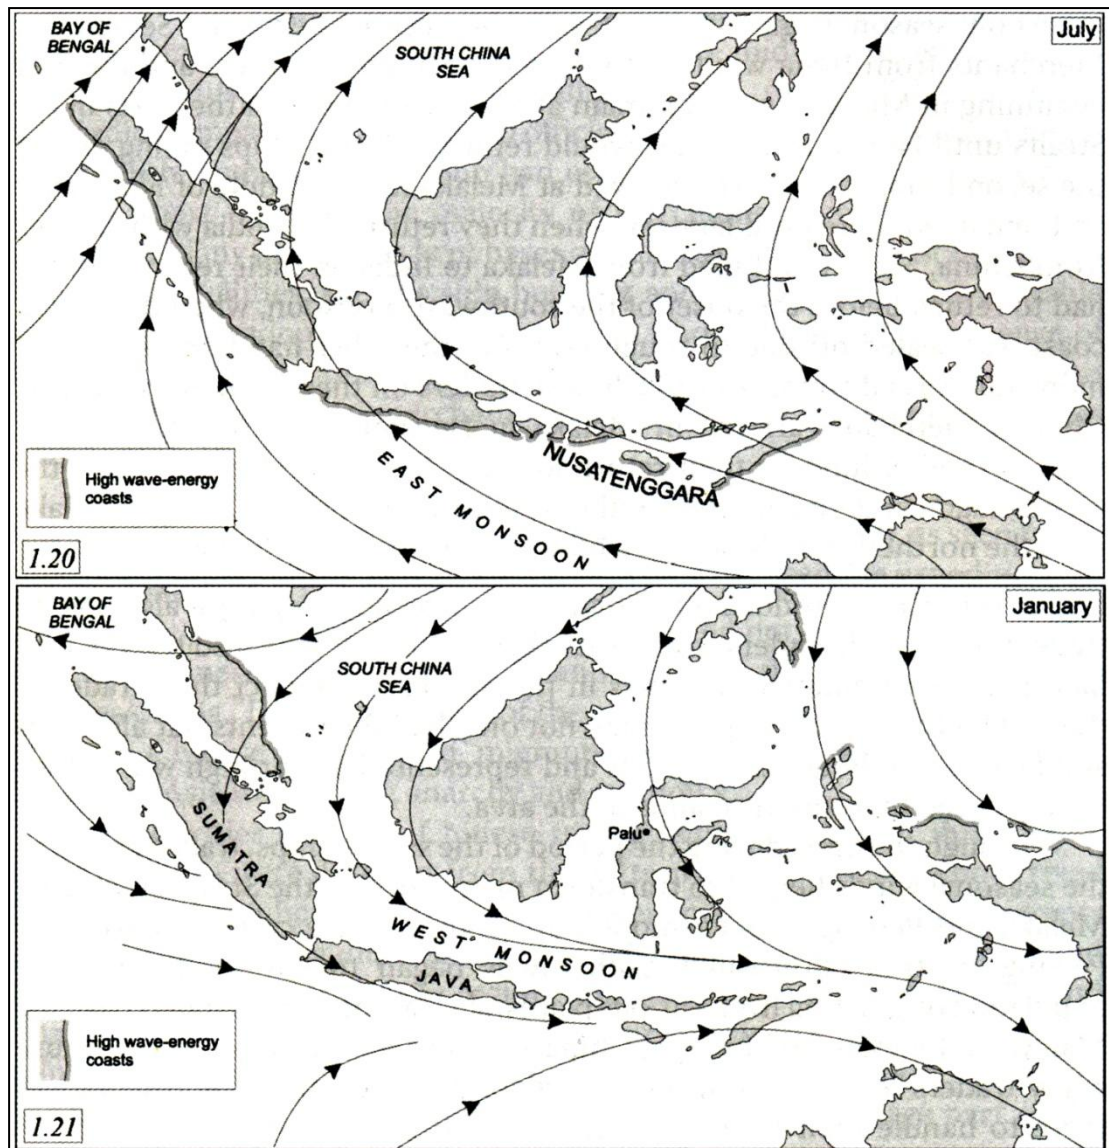 BAY OF
BENGAL
SOUTH CHINA
SEA
July
NUSATENGGARA
EAST MONSOON
High wave-energy
coasts
1.20
BAY OF
BENGAL
January
SOUTH CHINA
SEA
SUMATRA
Palu
WEST MONSOON
JAVA
High wave-energy
coasts
1.21